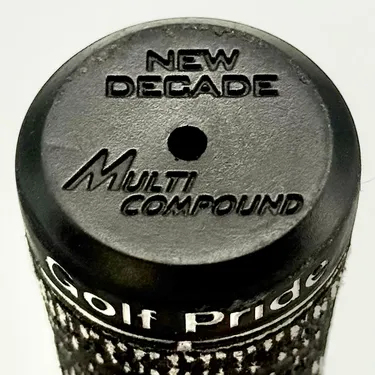 NEW
DECADE
MULTI
COMPOUND
Golf Pride